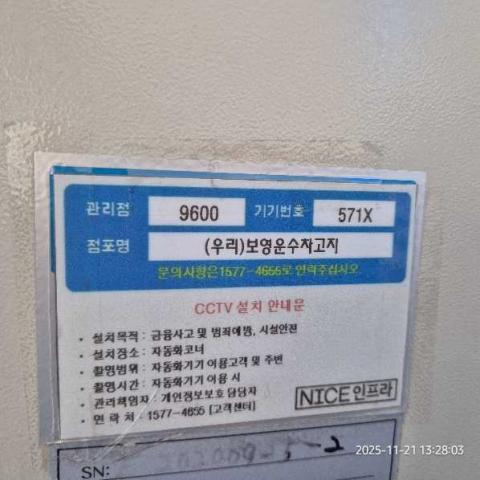 관리점 9600 기기번호 571X
점포명 (우리)보영운수차고지
문의사항은1577-4655로 연락주십시오
CCTV 설치 안내문
• 설치목적 : 금융사고 및 범죄예방, 시설안전
• 설치장소 : 자동화코너
• 촬영범위 : 자동화기기 이용고객 및 주변
• 촬영시간 : 자동화기기 이용 시
• 관리책임자 : 개인정보보호 담당자
• 연 락 처 : 1577-4655 [고객센터]
NICE인프라
SN:
2025-11-21 13:28:03